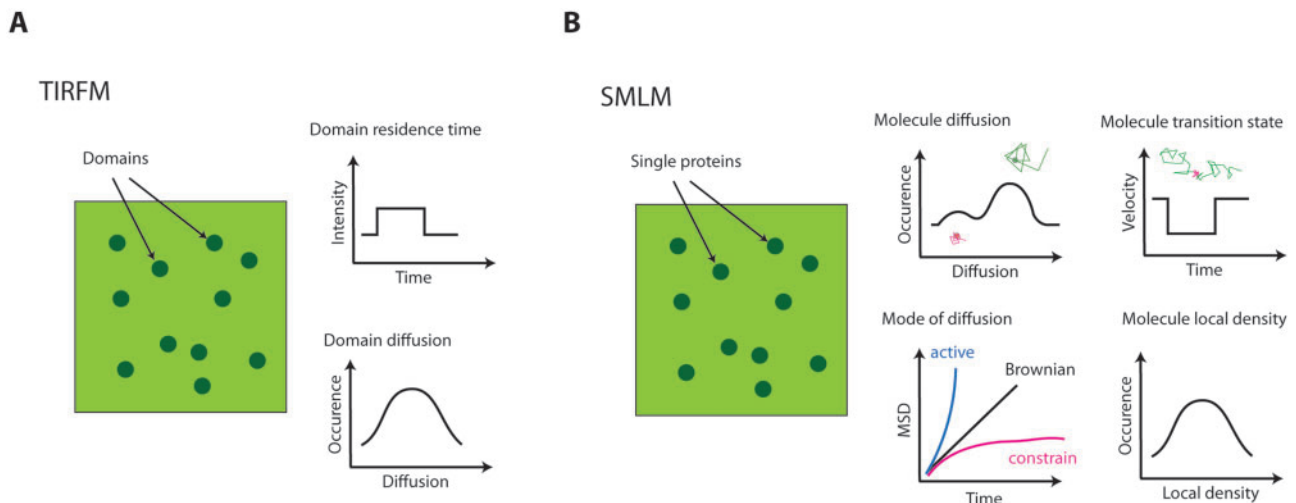 A
TIRFM
Domains
Domain residence time
Intensity
Time
Domain diffusion
Occurence
Diffusion
B
SMLM
Single proteins
Molecule diffusion
Occurence
Diffusion
Molecule transition state
Velocity
Time
Mode of diffusion
active
Brownian
constrain
MSD
Time
Molecule local density
Occurence
Local density